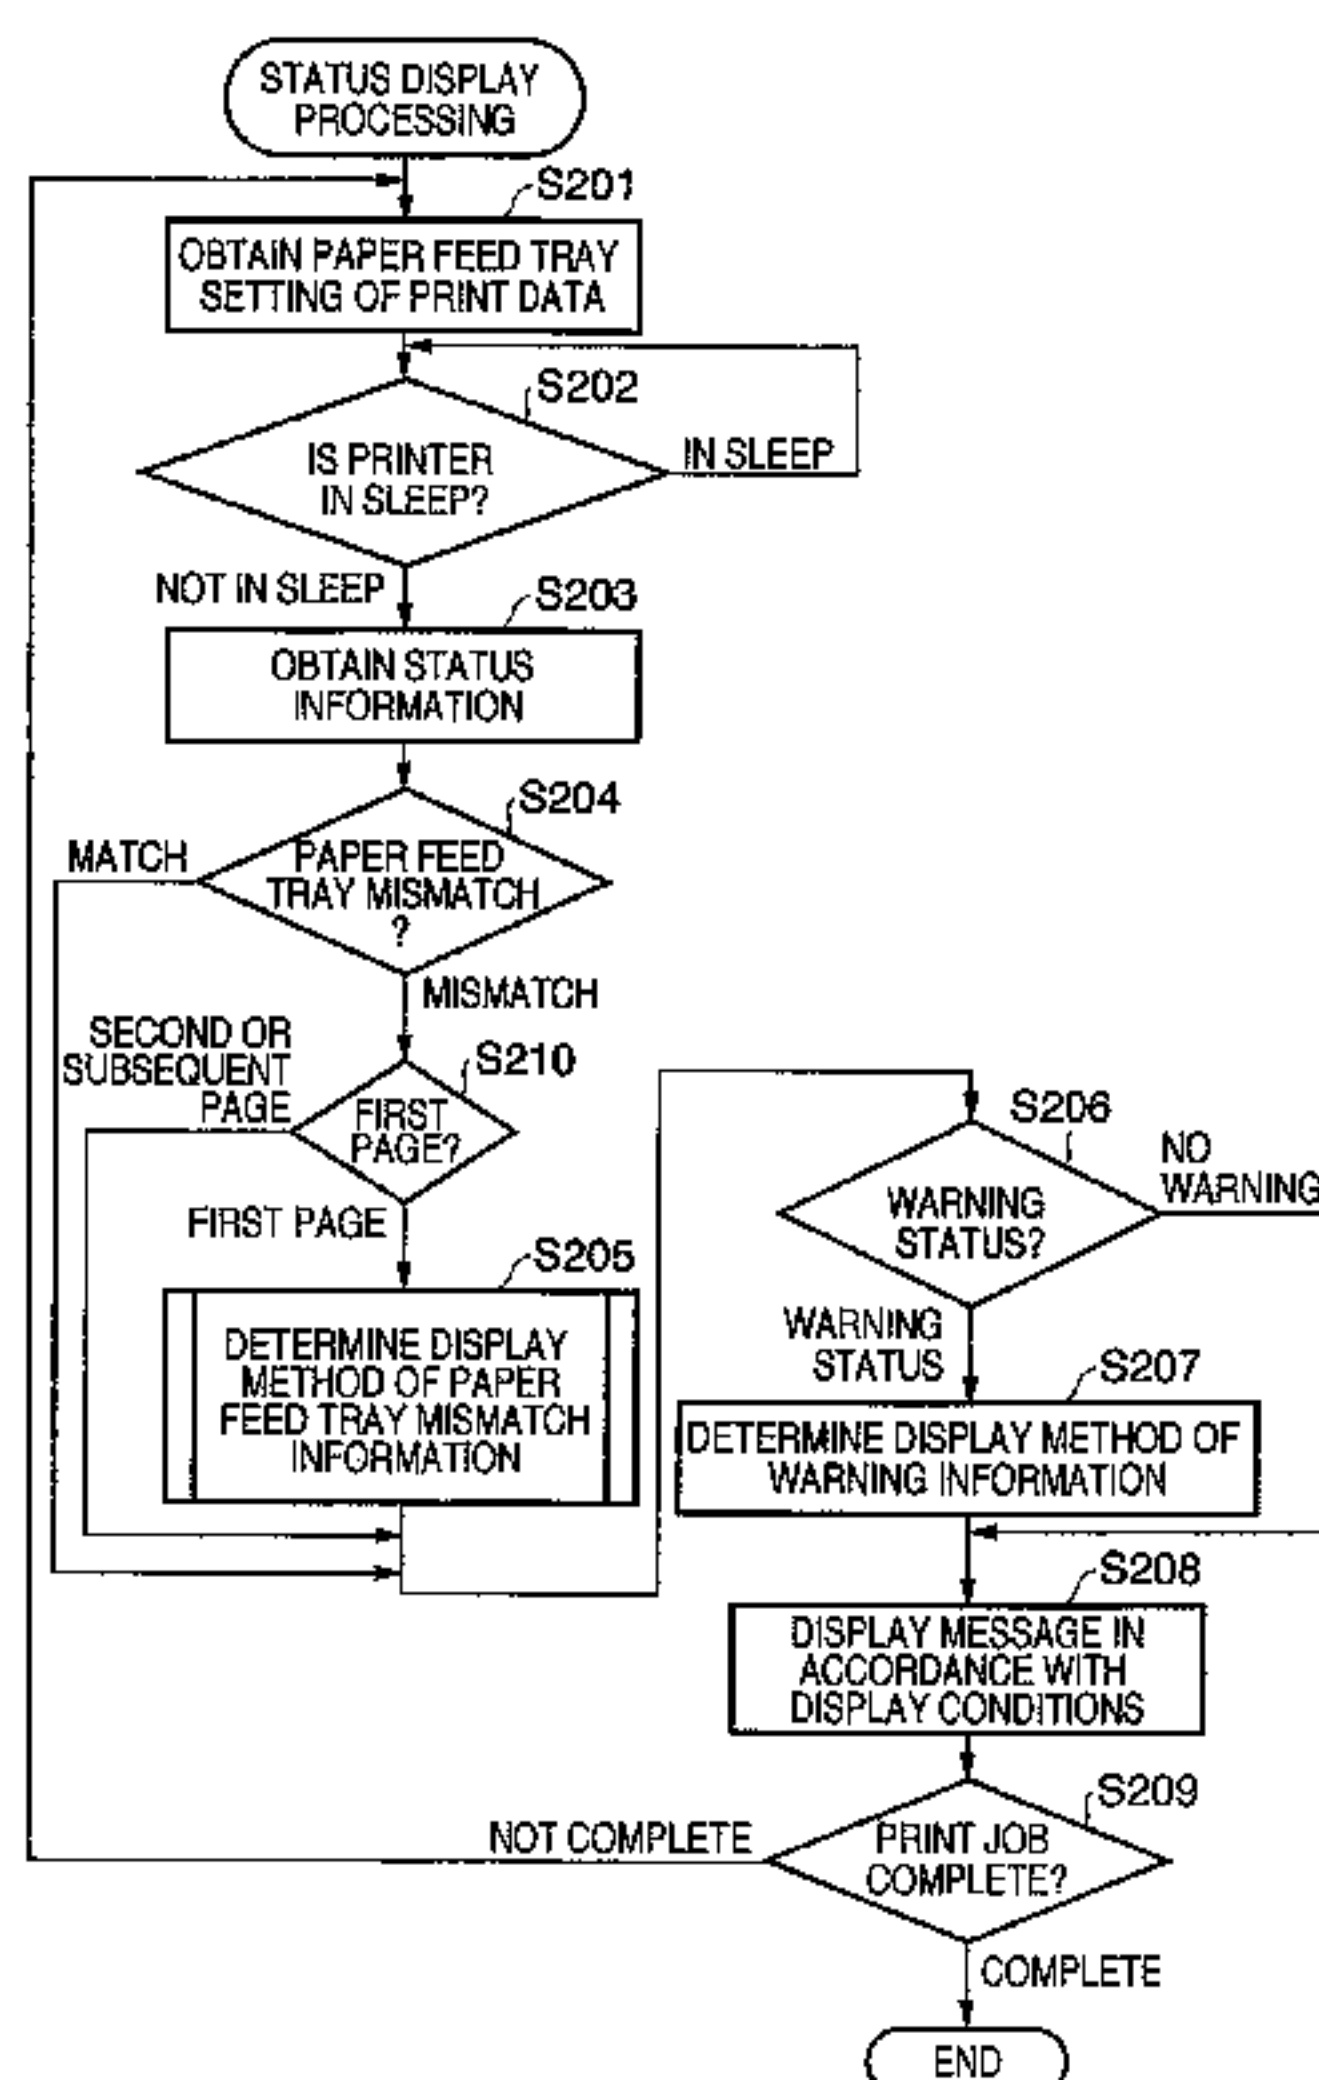 STATUS DISPLAY
PROCESSING
S201
OBTAIN PAPER FEED TRAY
SETTING OF PRINT DATA
S202
IS PRINTER
IN SLEEP?
IN SLEEP
NOT IN SLEEP
S203
OBTAIN STATUS
INFORMATION
S204
MATCH
PAPER FEED
TRAY MISMATCH
?
MISMATCH
SECOND OR
SUBSEQUENT
PAGE
S210
FIRST
PAGE?
FIRST PAGE
S205
DETERMINE DISPLAY
METHOD OF PAPER
FEED TRAY MISMATCH
INFORMATION
S206
WARNING
STATUS?
NO
WARNING
WARNING
STATUS
S207
DETERMINE DISPLAY METHOD OF
WARNING INFORMATION
S208
DISPLAY MESSAGE IN
ACCORDANCE WITH
DISPLAY CONDITIONS
S209
PRINT JOB
COMPLETE?
NOT COMPLETE
COMPLETE
END